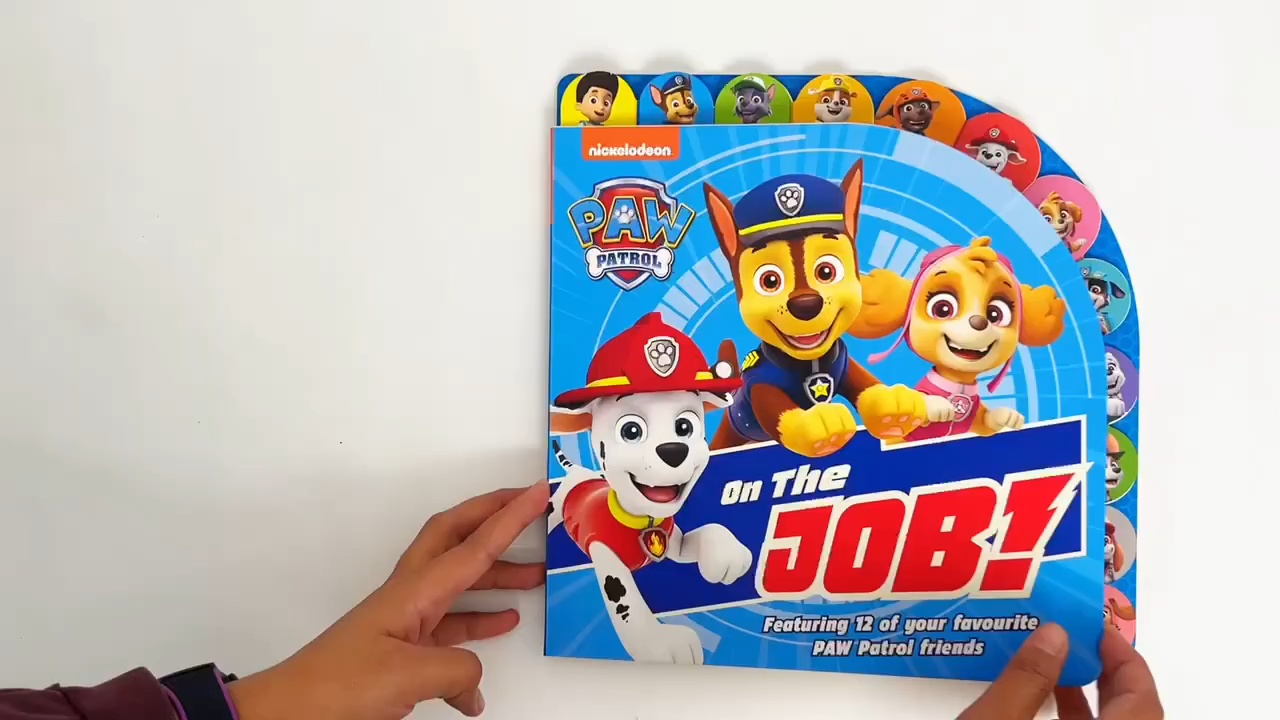 nickelodeon
PAW
PATROL
On The
JOB!
Featuring 12 of your favourite
PAW Patrol friends